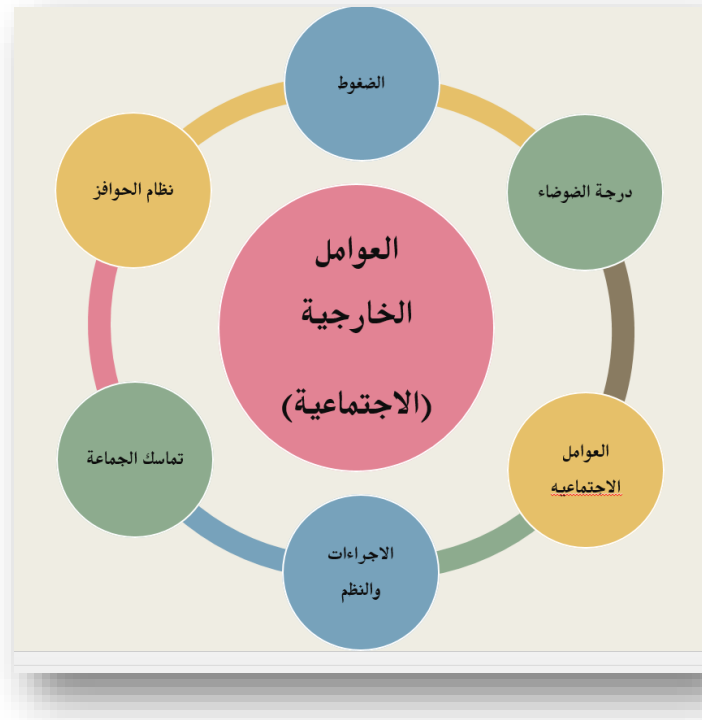 الضغوط
درجة الضوضاء
العوامل
الاجتماعيه
الاجراءات
والنظم
تماسك الجماعة
نظام الحوافز
العوامل
الخارجية
(الاجتماعية)